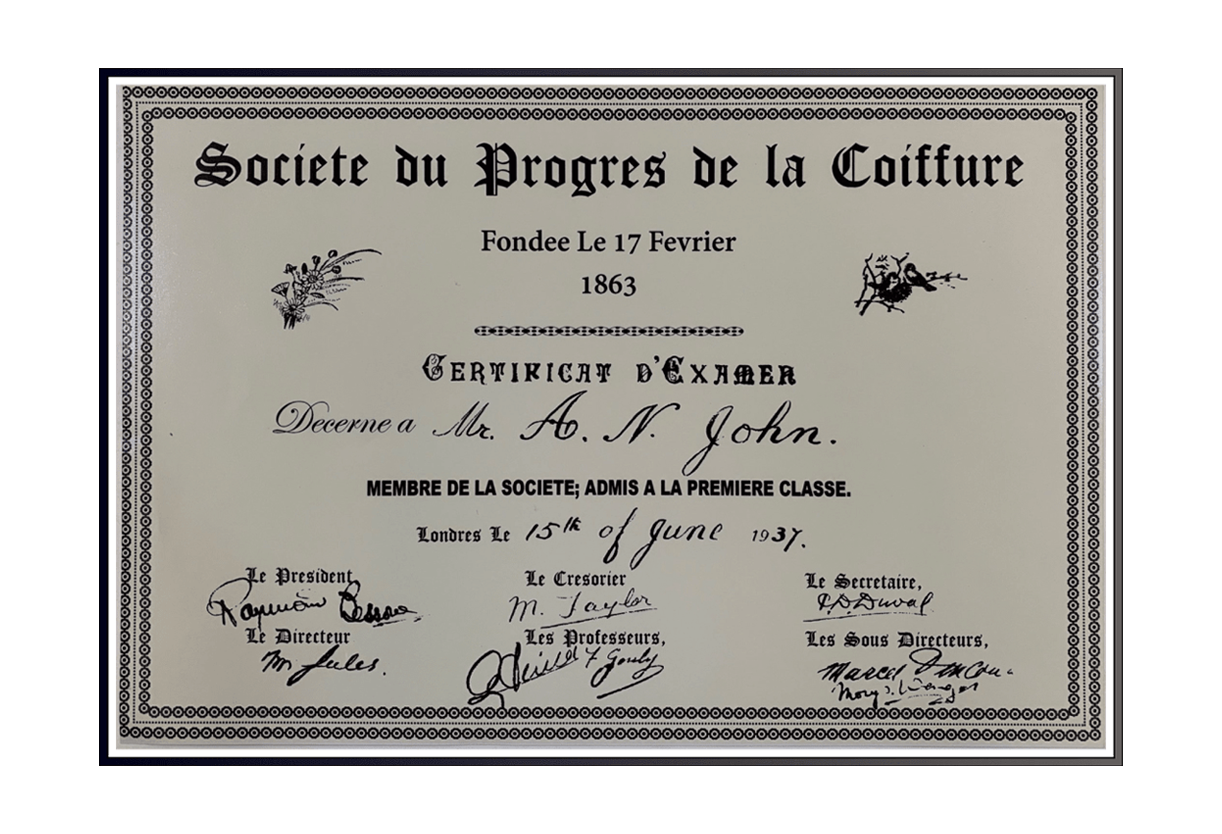 Societe du Progres de la Coiffure
Fondee Le 17 Fevrier
1863
CERTIFICAT D'EXAMEN
Decerne a Mr. A. N. John.
MEMBRE DE LA SOCIETE; ADMIS A LA PREMIERE CLASSE.
Londres Le 15th of June 1937.
Le President, Le Tresorier Le Secretaire,
M. Taylor P.D. Duval
Le Directeur Les Professeurs, Les Sous Directeurs,
M Jules. Marcel